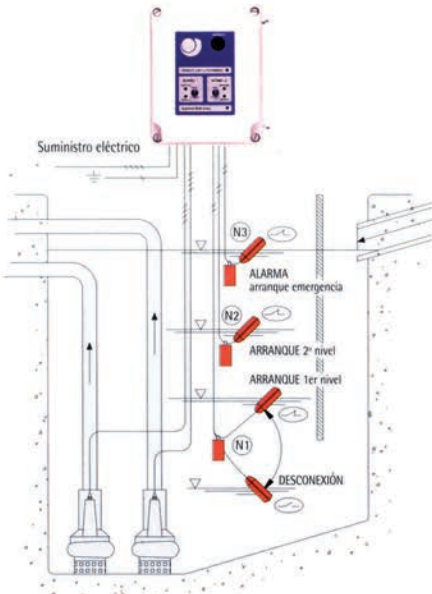 Suministro eléctrico
N3
ALARMA
arranque emergencia
N2
ARRANQUE 2º nivel
ARRANQUE 1er nivel
N1
DESCONEXIÓN